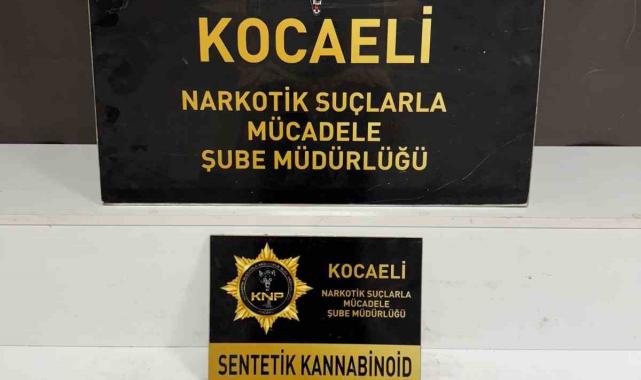 KOCAELİ
NARKOTİK SUÇLARLA
MÜCADELE
ŞUBE MÜDÜRLÜĞÜ
KNP
KOCAELİ
NARKOTİK SUÇLARLA
MÜCADELE
ŞUBE MÜDÜRLÜĞÜ
SENTETİK KANNABİNOİD